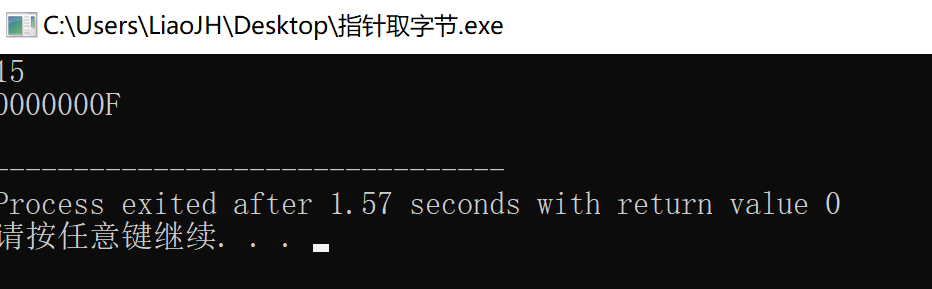 C:\Users\LiaoJH\Desktop\指针取字节.exe
15
0000000F
--------------------------------
Process exited after 1.57 seconds with return value 0
请按任意键继续. . .